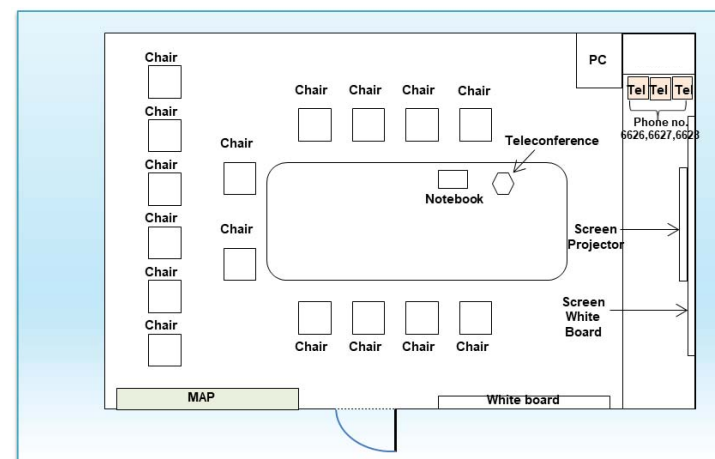 Chair
PC
Tel Tel Tel
Chair Chair Chair Chair
Chair
Phone no.
6626,6627,6623
Chair
Teleconference
Chair
Notebook
Chair
Chair
Screen
Projector
Chair
Screen
White
Board
Chair
Chair Chair Chair Chair
MAP
White board